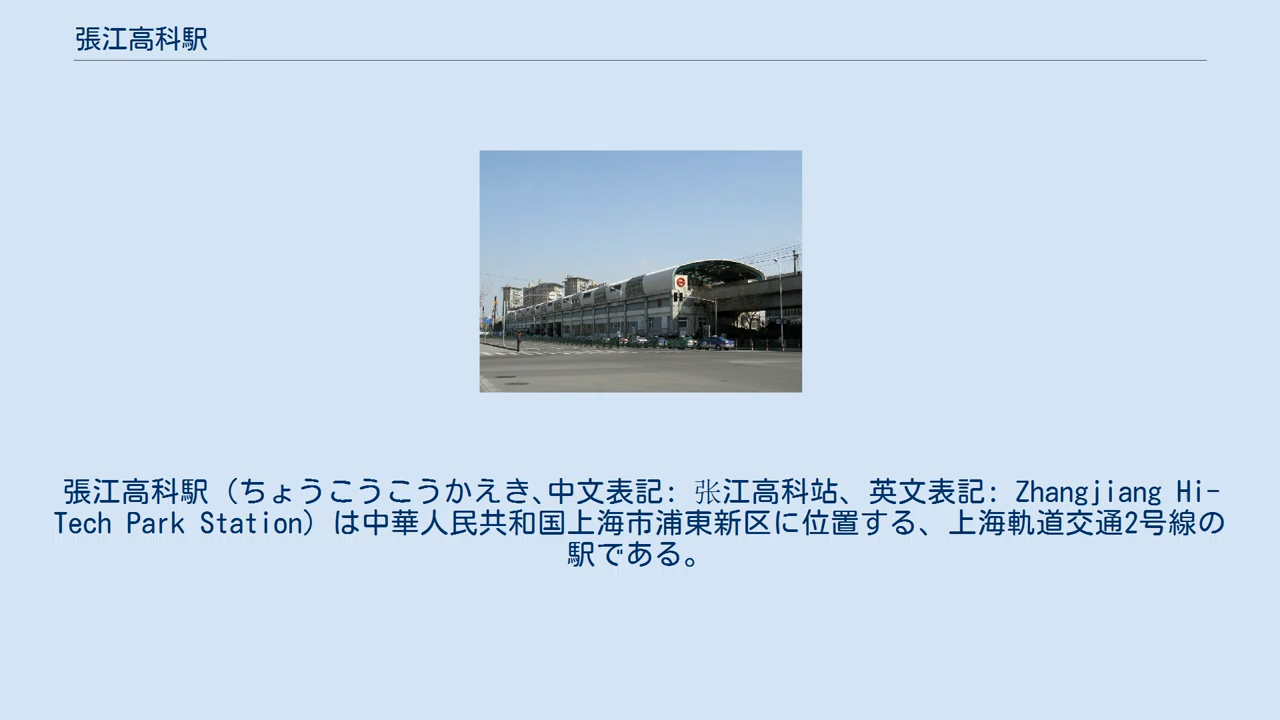 張江高科駅
張江高科駅（ちょうこうこうかえき､中文表記: 张江高科站、英文表記: Zhangjiang Hi-
Tech Park Station）は中華人民共和国上海市浦東新区に位置する、上海軌道交通2号線の
駅である。